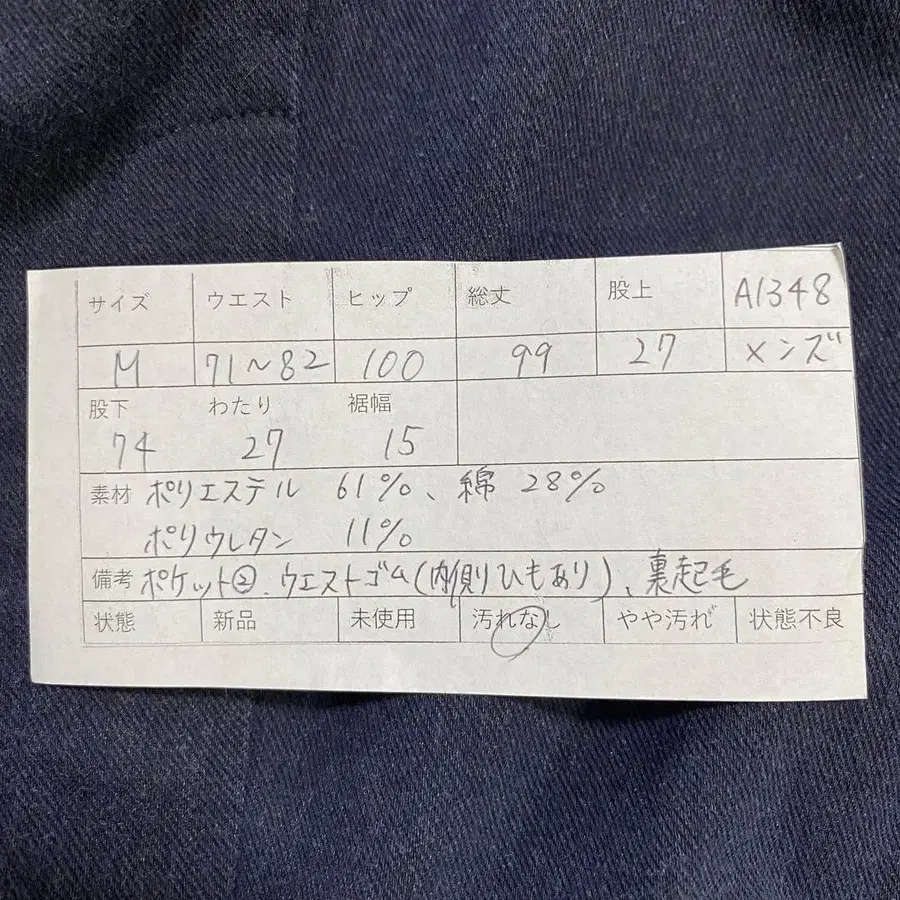 サイズ ウエスト ヒップ 総丈 股上 A1348
M 71~82 100 99 27 メンズ
股下 わたり 裾幅
74 27 15
素材 ポリエステル 61%、綿 28%
ポリウレタン 11%
備考 ポケット②、ウエストゴム(内側ひもあり)、裏起毛
状態 新品 未使用 汚れなし やや汚れ 状態不良